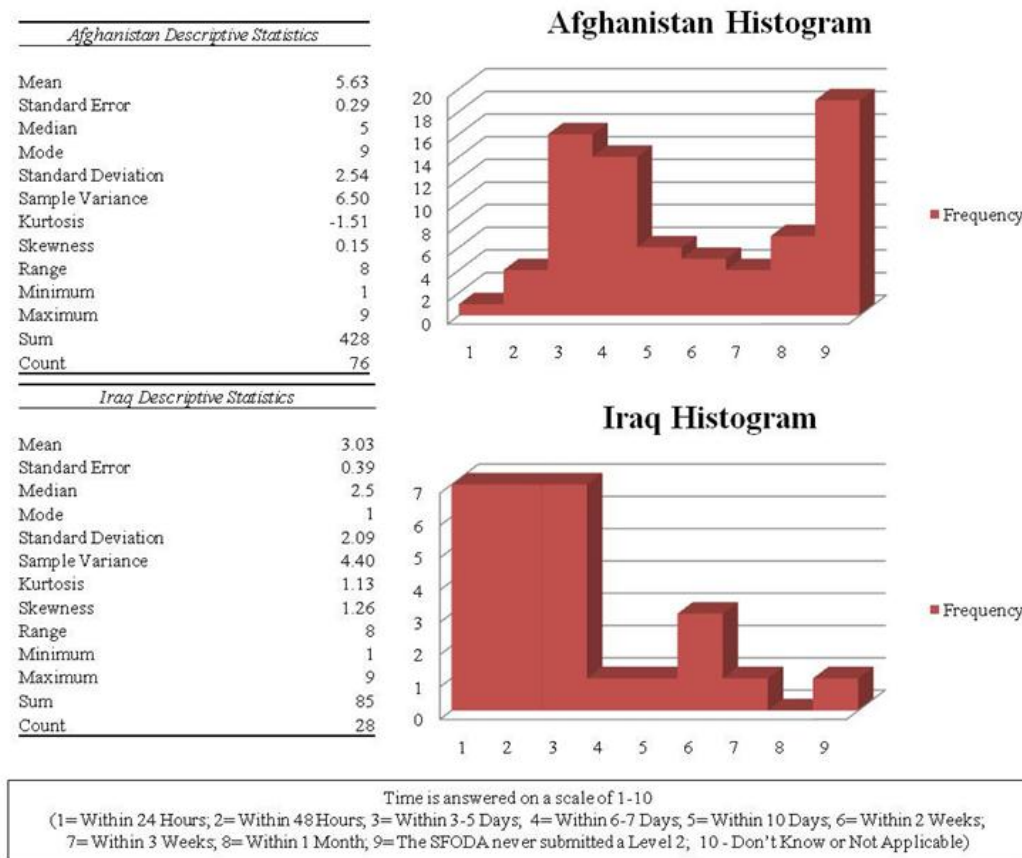 Afghanistan Descriptive Statistics
Mean 5.63
Standard Error 0.29
Median 5
Mode 9
Standard Deviation 2.54
Sample Variance 6.50
Kurtosis -1.51
Skewness 0.15
Range 8
Minimum 1
Maximum 9
Sum 428
Count 76
Afghanistan Histogram
20
18
16
14
12
10
8
6
4
2
0
1 2 3 4 5 6 7 8 9
Frequency
Iraq Descriptive Statistics
Mean 3.03
Standard Error 0.39
Median 2.5
Mode 1
Standard Deviation 2.09
Sample Variance 4.40
Kurtosis 1.13
Skewness 1.26
Range 8
Minimum 1
Maximum 9
Sum 85
Count 28
Iraq Histogram
7
6
5
4
3
2
1
0
1 2 3 4 5 6 7 8 9
Frequency
Time is answered on a scale of 1-10
(1= Within 24 Hours; 2= Within 48 Hours; 3= Within 3-5 Days; 4= Within 6-7 Days; 5= Within 10 Days; 6= Within 2 Weeks;
7= Within 3 Weeks; 8= Within 1 Month; 9= The SFODA never submitted a Level 2; 10 - Don't Know or Not Applicable)